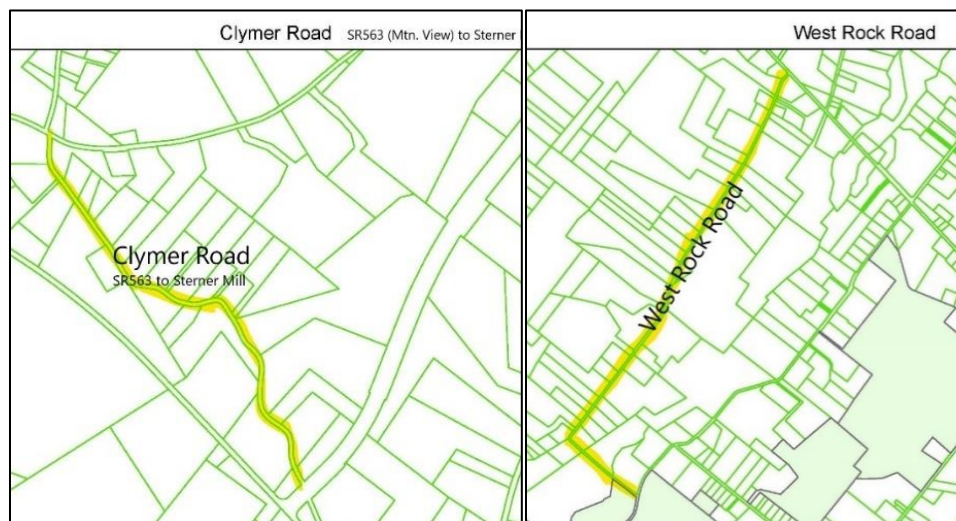 Clymer Road SR563 (Mtn. View) to Sterner
Clymer Road
SR563 to Sterner Mill
West Rock Road
West Rock Road